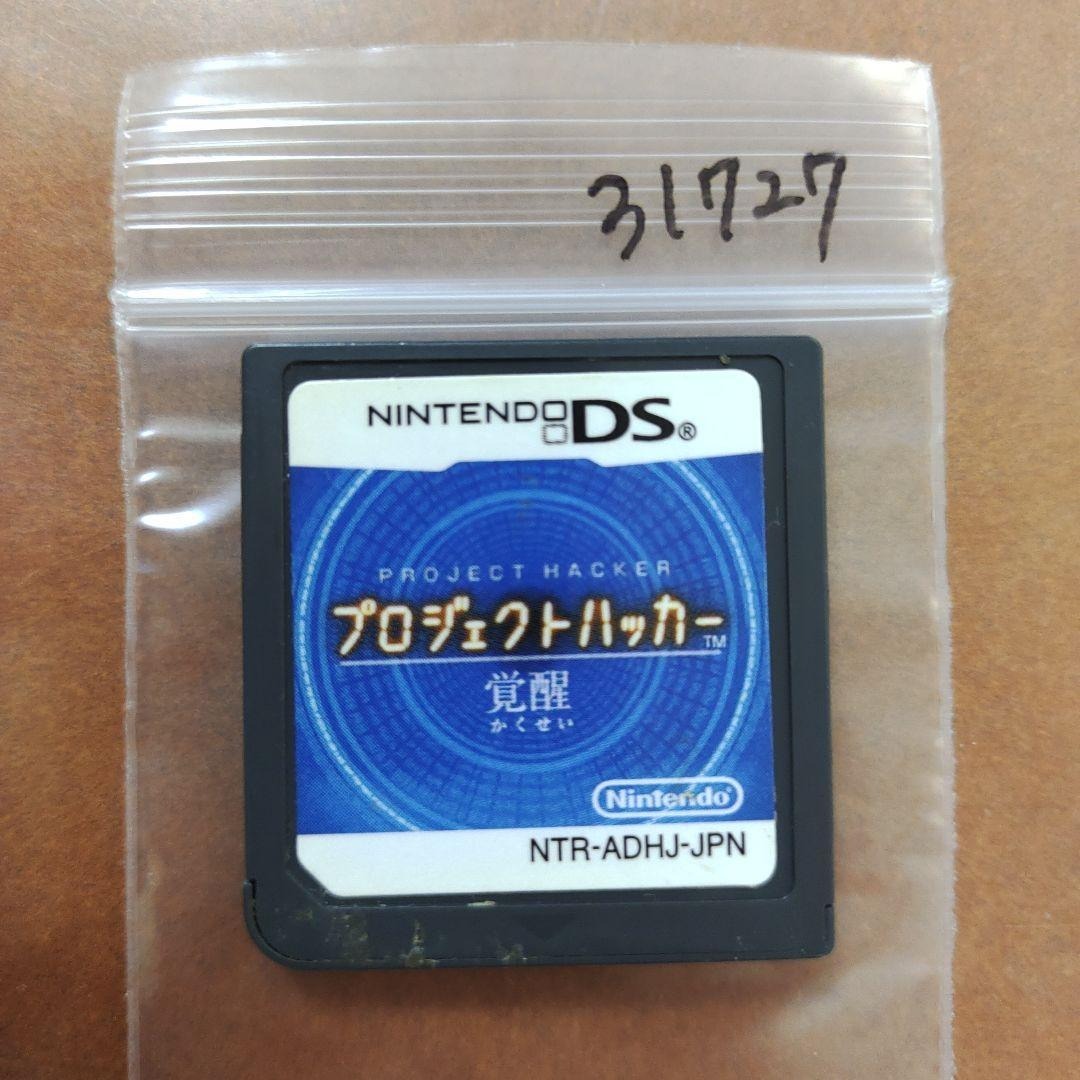 31727
NINTENDO DS®
PROJECT HACKER
プロジェクトハッカー™
覚醒
かくせい
Nintendo®
NTR-ADHJ-JPN